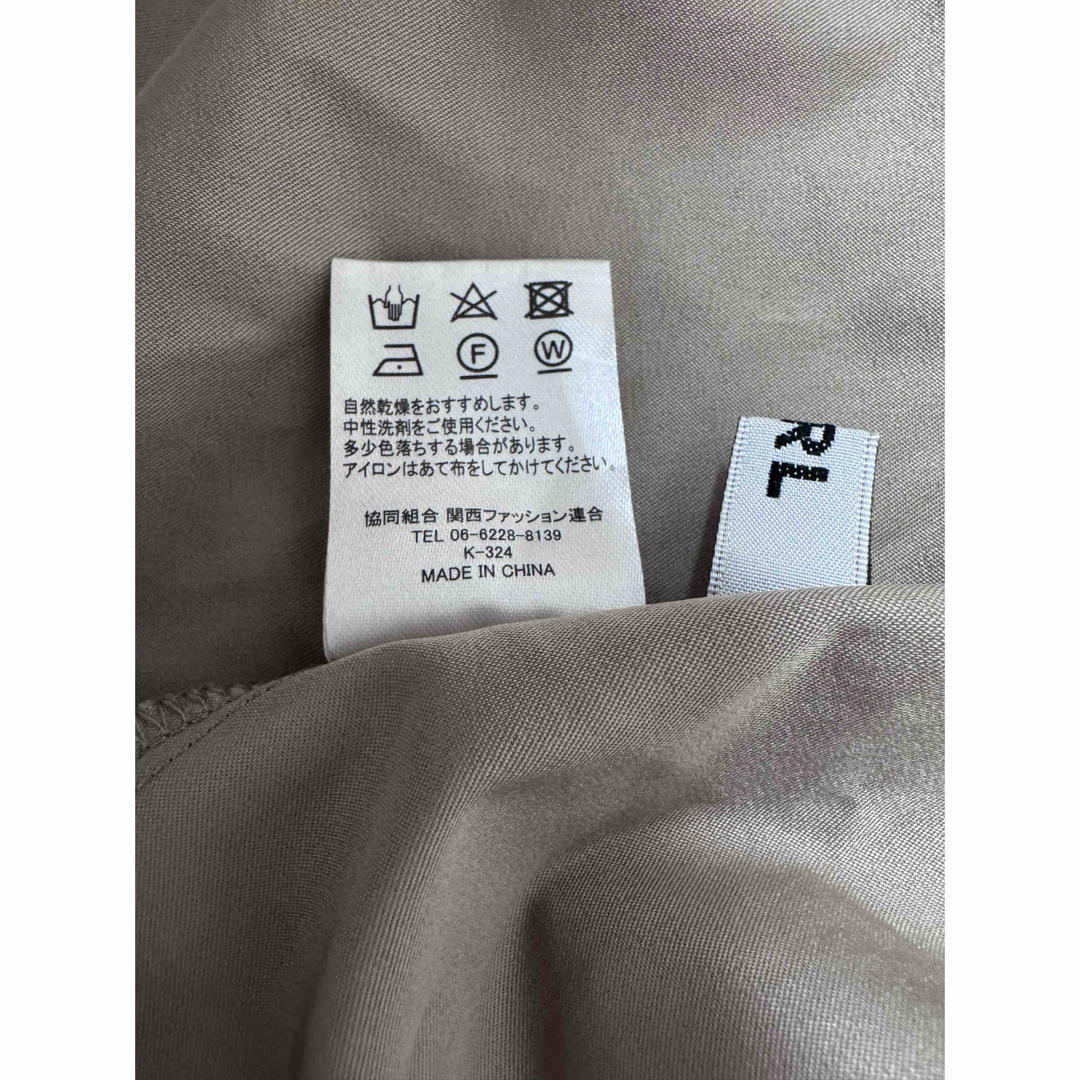 F W
自然乾燥をおすすめします。
中性洗剤をご使用ください。
多少色落ちする場合があります。
アイロンはあて布をしてかけてください。
協同組合 関西ファッション連合
TEL 06-6228-8139
K-324
MADE IN CHINA
RL